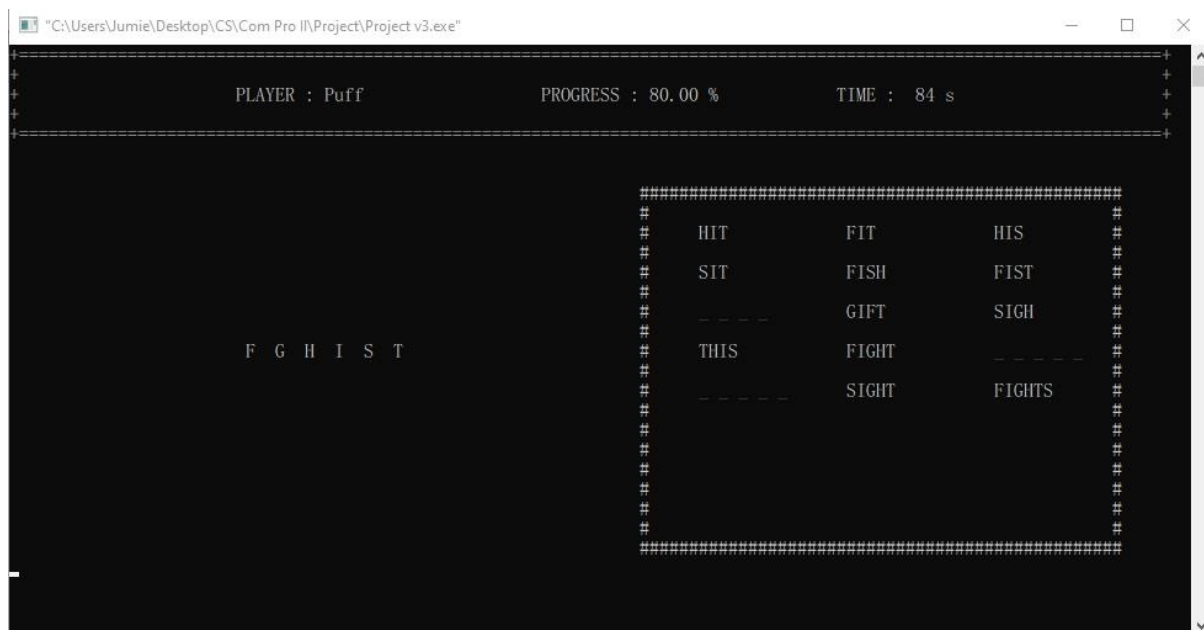 "C:\Users\Jumie\Desktop\CS\Com Pro II\Project\Project v3.exe"
PLAYER : Puff PROGRESS : 80.00 % TIME : 84 s
HIT FIT HIS
SIT FISH FIST
_ _ _ _ GIFT SIGH
F G H I S T THIS FIGHT _ _ _ _ _
_ _ _ _ _ SIGHT FIGHTS